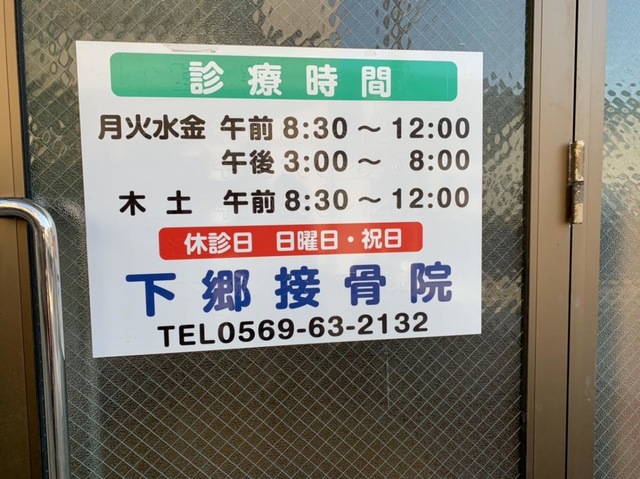 診療時間
月火水金 午前 8:30 〜 12:00
午後 3:00 〜 8:00
木 土 午前 8:30 〜 12:00
休診日 日曜日・祝日
下郷接骨院
TEL0569-63-2132